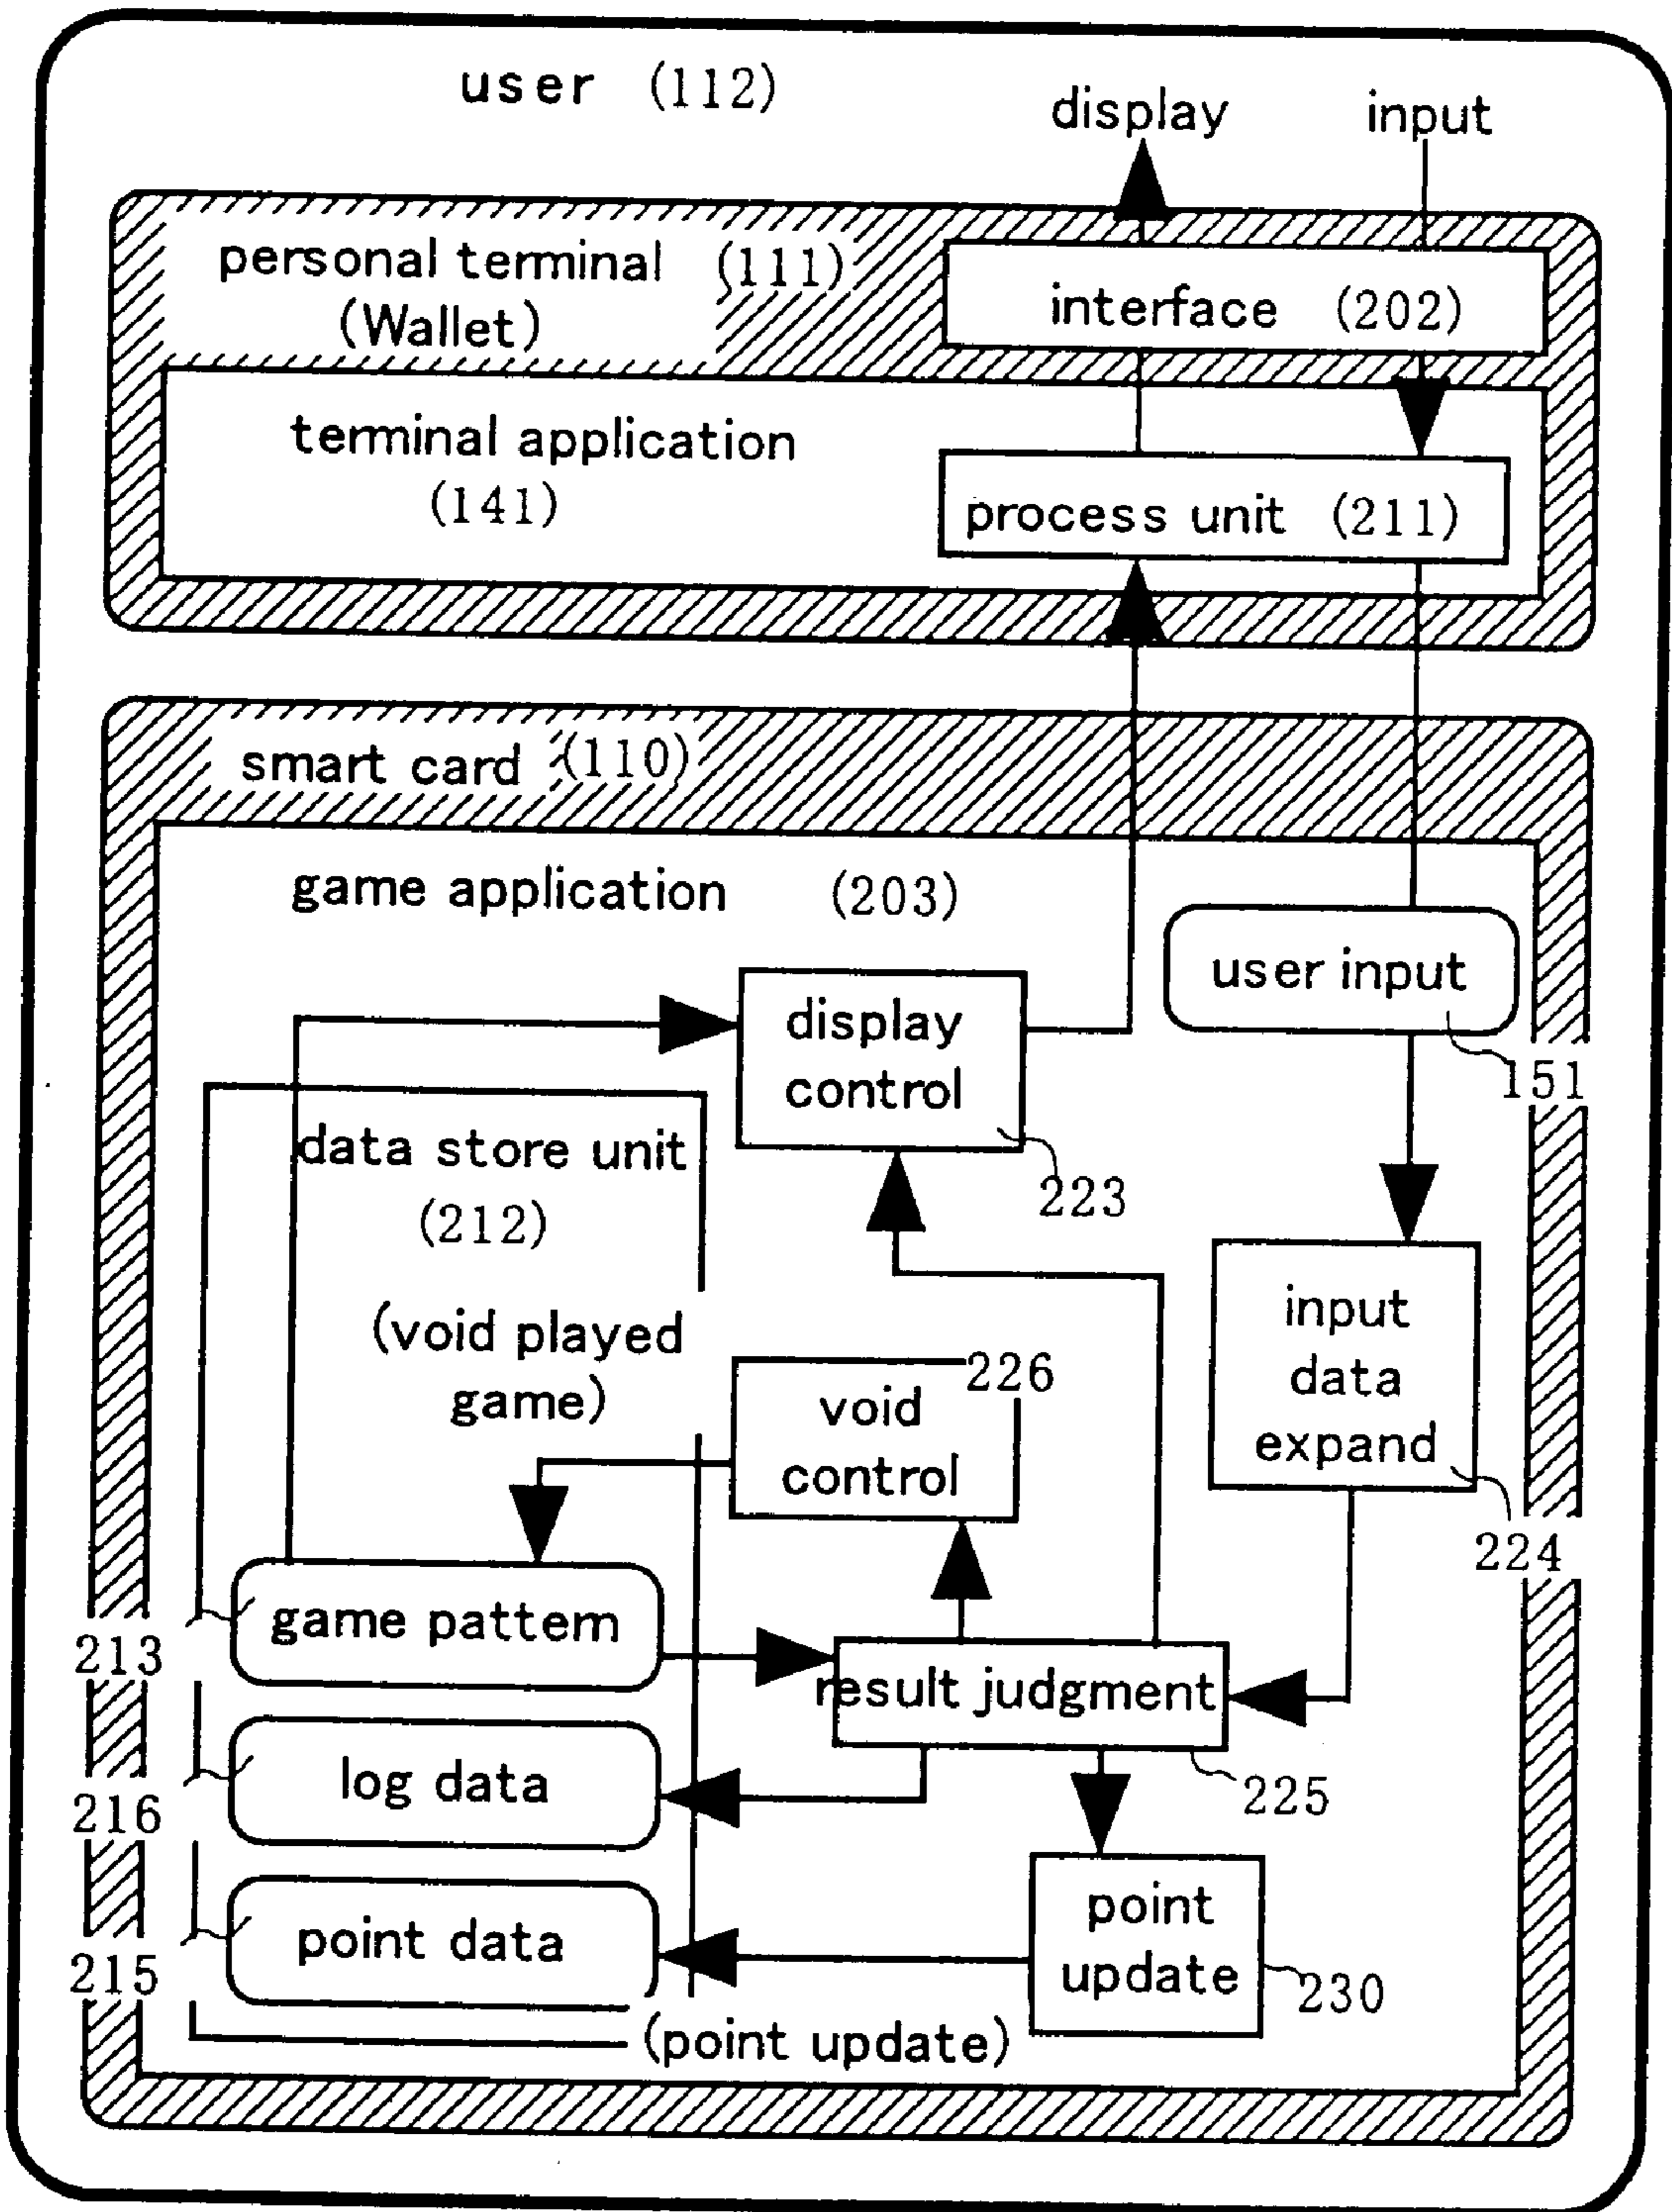 user (112)
display
input
personal terminal (111)
(Wallet)
interface (202)
terminal application
(141)
process unit (211)
smart card (110)
game application (203)
user input
151
display
control
223
data store unit
(212)
input
data
expand
224
(void played
game)
226
void
control
game pattern
213
result judgment
225
log data
216
point data
215
point
update
230
(point update)